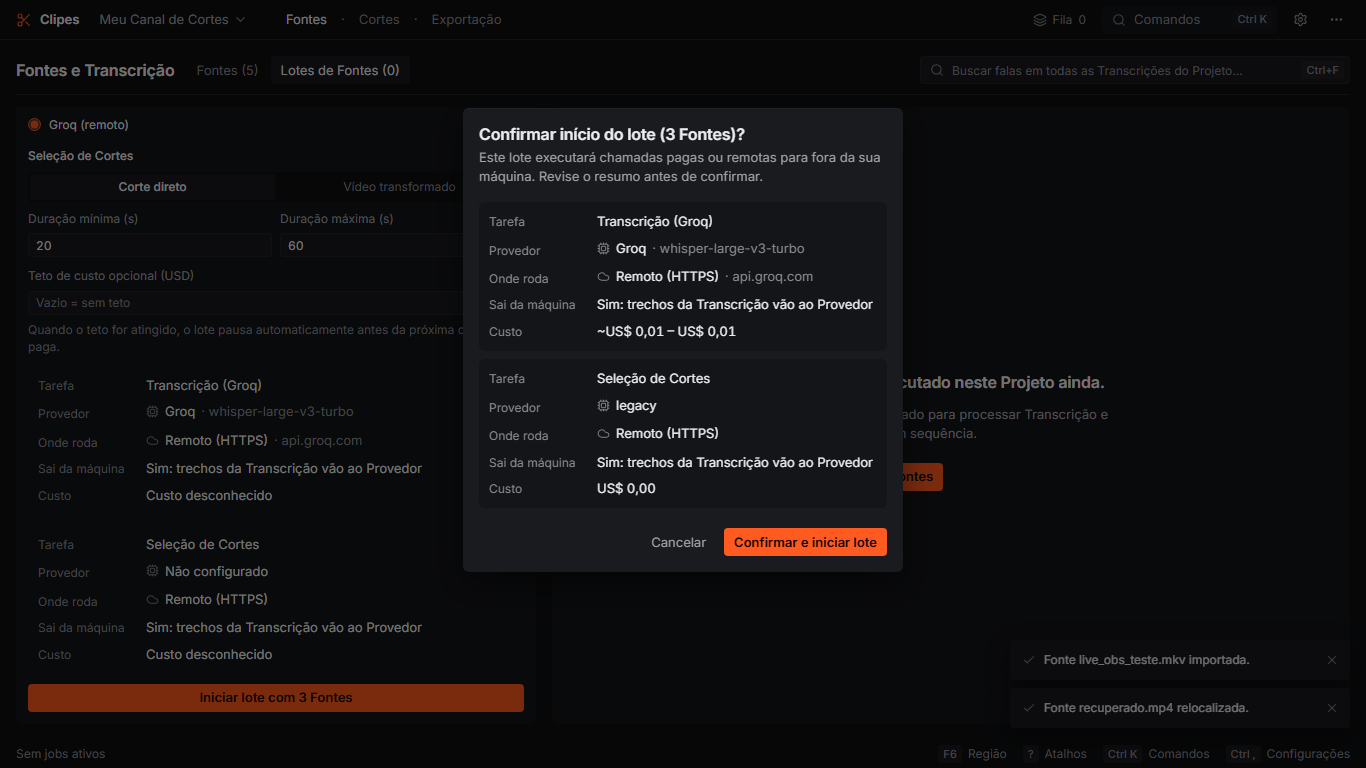 Clipes
Meu Canal de Cortes
Fontes · Cortes · Exportação
Fila 0
Comandos Ctrl K
Fontes e Transcrição
Fontes (5)
Lotes de Fontes (0)
Buscar falas em todas as Transcrições do Projeto... Ctrl+F
Groq (remoto)
Seleção de Cortes
Corte direto
Vídeo transformado
Duração mínima (s)
Duração máxima (s)
20
60
Teto de custo opcional (USD)
Vazio = sem teto
Quando o teto for atingido, o lote pausa automaticamente antes da próxima
paga.
Tarefa Transcrição (Groq)
Provedor Groq · whisper-large-v3-turbo
Onde roda Remoto (HTTPS) · api.groq.com
Sai da máquina Sim: trechos da Transcrição vão ao Provedor
Custo Custo desconhecido
Tarefa Seleção de Cortes
Provedor Não configurado
Onde roda Remoto (HTTPS)
Sai da máquina Sim: trechos da Transcrição vão ao Provedor
Custo Custo desconhecido
Iniciar lote com 3 Fontes
Confirmar início do lote (3 Fontes)?
Este lote executará chamadas pagas ou remotas para fora da sua
máquina. Revise o resumo antes de confirmar.
Tarefa Transcrição (Groq)
Provedor Groq · whisper-large-v3-turbo
Onde roda Remoto (HTTPS) · api.groq.com
Sai da máquina Sim: trechos da Transcrição vão ao Provedor
Custo ~US$ 0,01 – US$ 0,01
Tarefa Seleção de Cortes
Provedor legacy
Onde roda Remoto (HTTPS)
Sai da máquina Sim: trechos da Transcrição vão ao Provedor
Custo US$ 0,00
Cancelar
Confirmar e iniciar lote
neste Projeto ainda.
para processar Transcrição e
sequência.
Fonte live_obs_teste.mkv importada.
Fonte recuperado.mp4 relocalizada.
Sem jobs ativos
F6 Região ? Atalhos Ctrl K Comandos Ctrl , Configurações